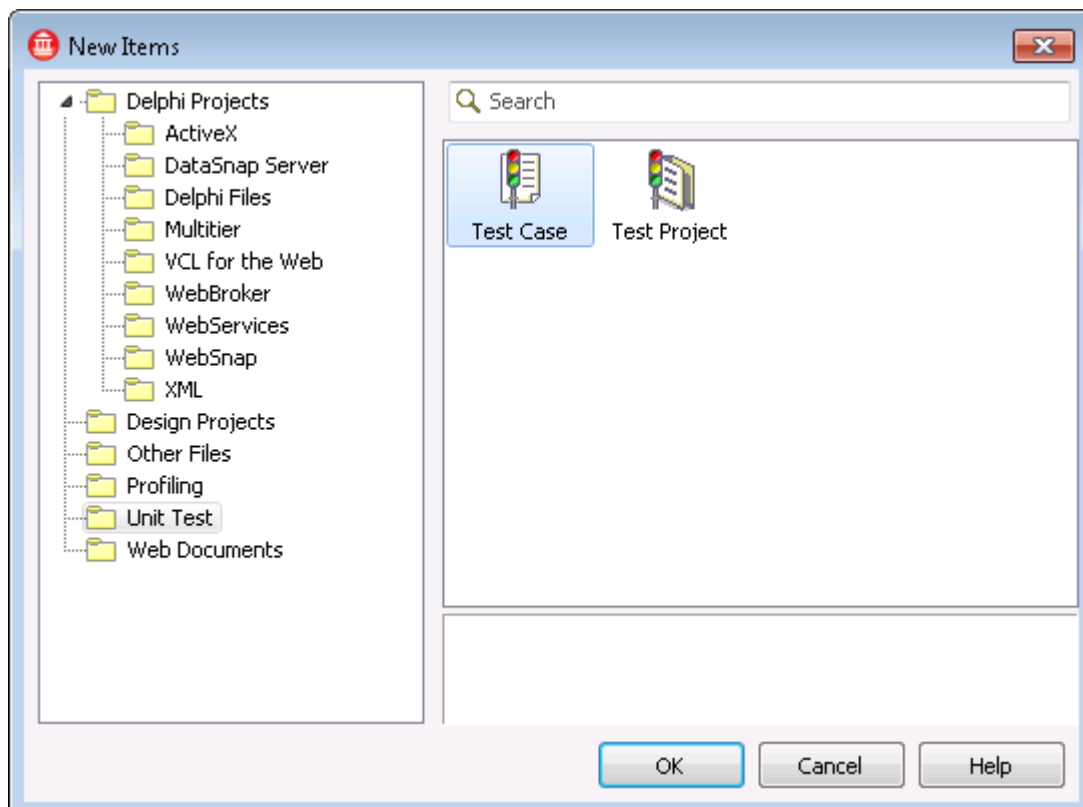 New Items
Delphi Projects
ActiveX
DataSnap Server
Delphi Files
Multitier
VCL for the Web
WebBroker
WebServices
WebSnap
XML
Design Projects
Other Files
Profiling
Unit Test
Web Documents
Search
Test Case
Test Project
OK
Cancel
Help